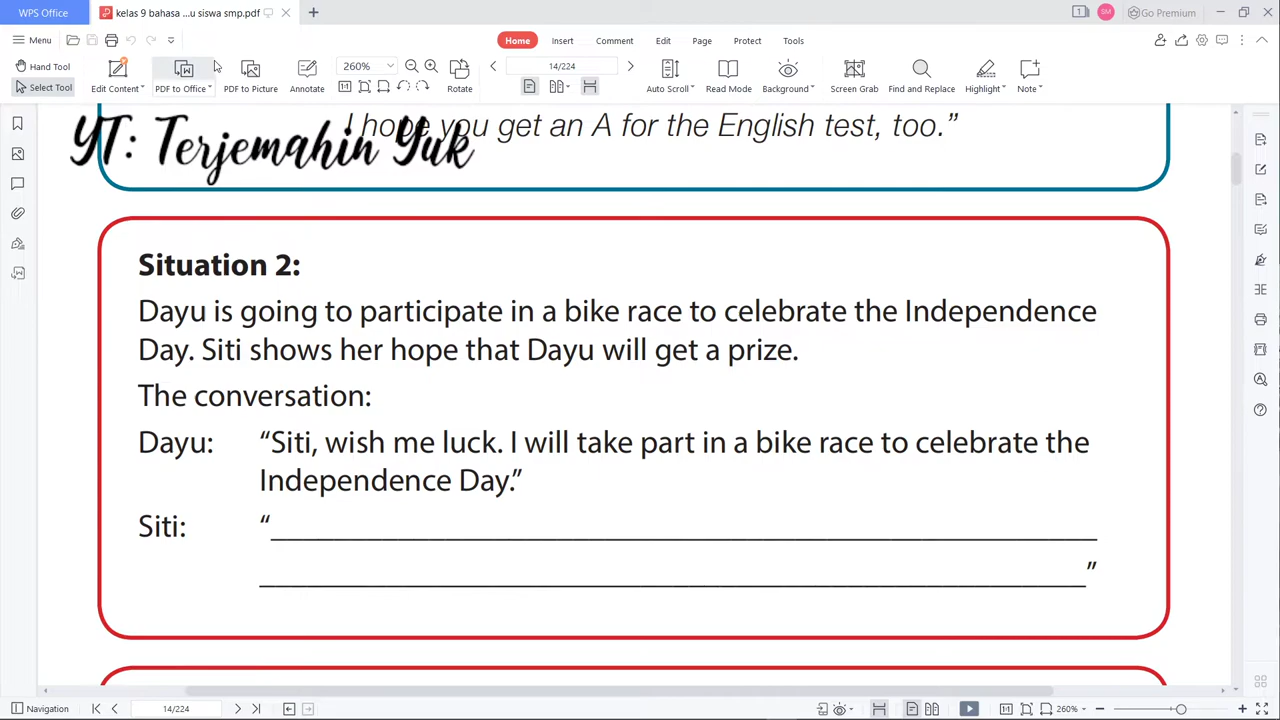 WPS Office
kelas 9 bahasa ...u siswa smp.pdf
1
SM
Go Premium
Menu
Home
Insert
Comment
Edit
Page
Protect
Tools
Hand Tool
Select Tool
Edit Content
PDF to Office
PDF to Picture
Annotate
260%
Rotate
14/224
Auto Scroll
Read Mode
Background
Screen Grab
Find and Replace
Highlight
Note
I hope you get an A for the English test, too.”
YT: Terjemahin Yuk
Situation 2:
Dayu is going to participate in a bike race to celebrate the Independence
Day. Siti shows her hope that Dayu will get a prize.
The conversation:
Dayu: “Siti, wish me luck. I will take part in a bike race to celebrate the
Independence Day.”
Siti: “______________________________
______________________________”
Navigation
14/224
260%